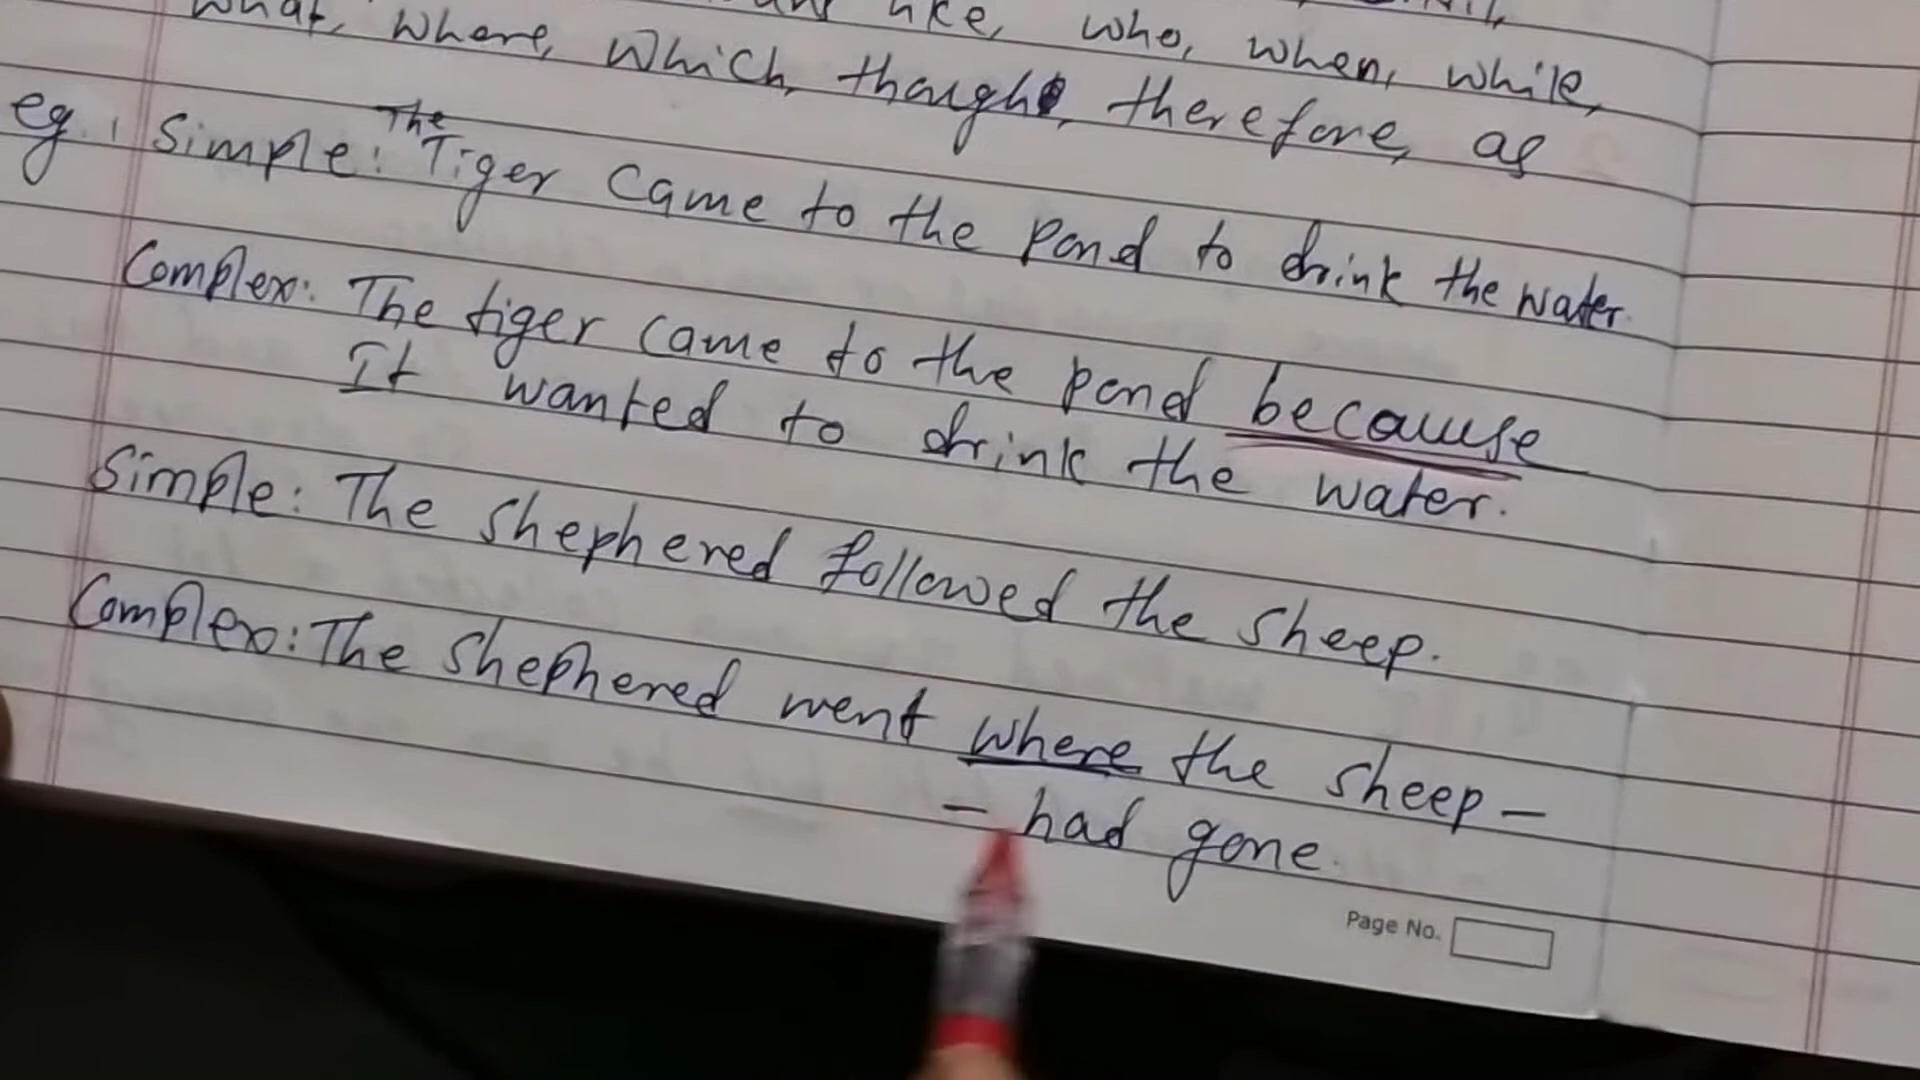 like, who, when, while,
what, where, which, though, therefore, as
eg. Simple: The Tiger came to the pond to drink the water.
Complex: The tiger came to the pond because
It wanted to drink the water.
Simple: The shephered followed the sheep.
Complex: The shephered went where the sheep –
– had gone.
Page No.